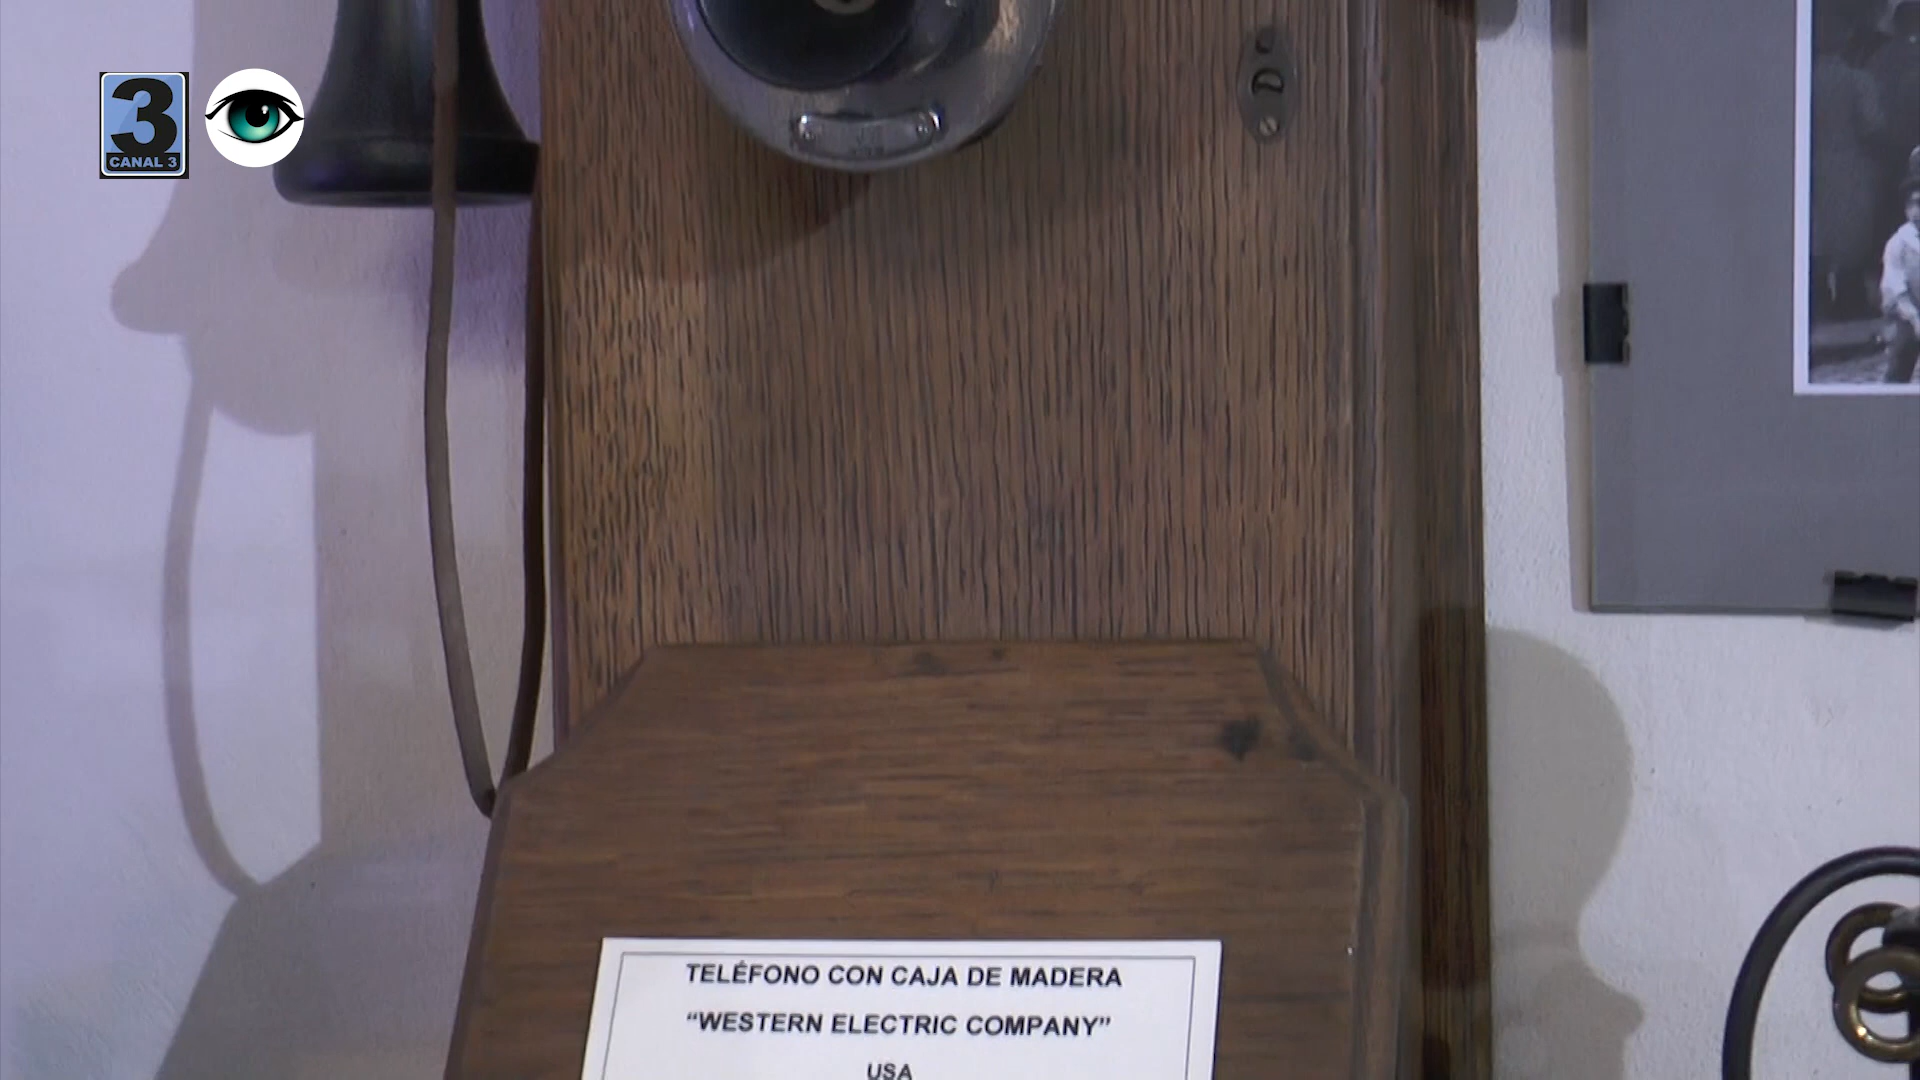 3
CANAL 3
TELÉFONO CON CAJA DE MADERA
“WESTERN ELECTRIC COMPANY”
USA